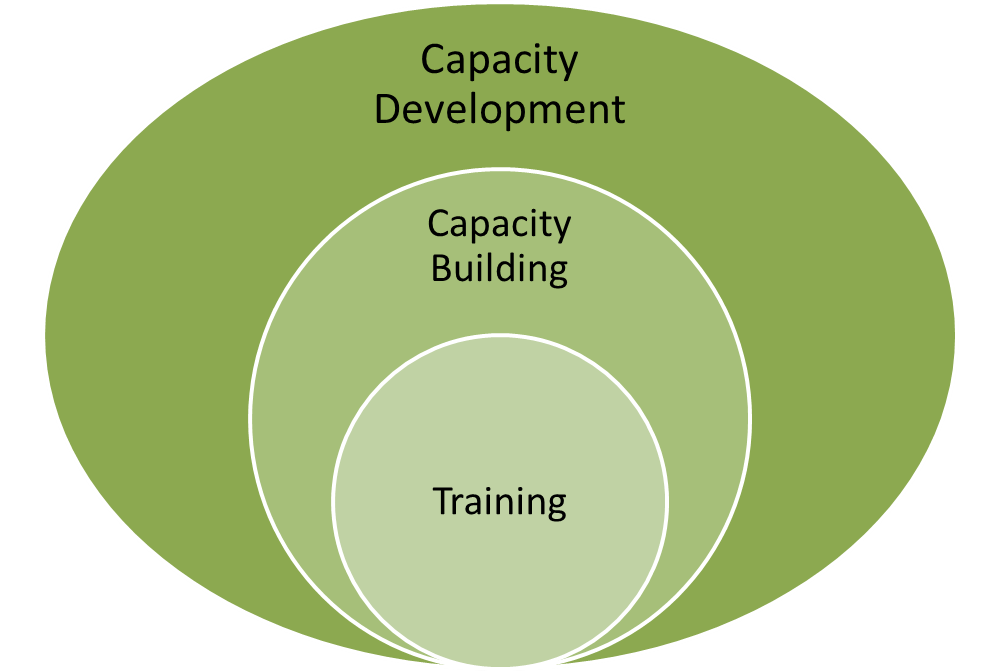 Capacity
Development
Capacity
Building
Training